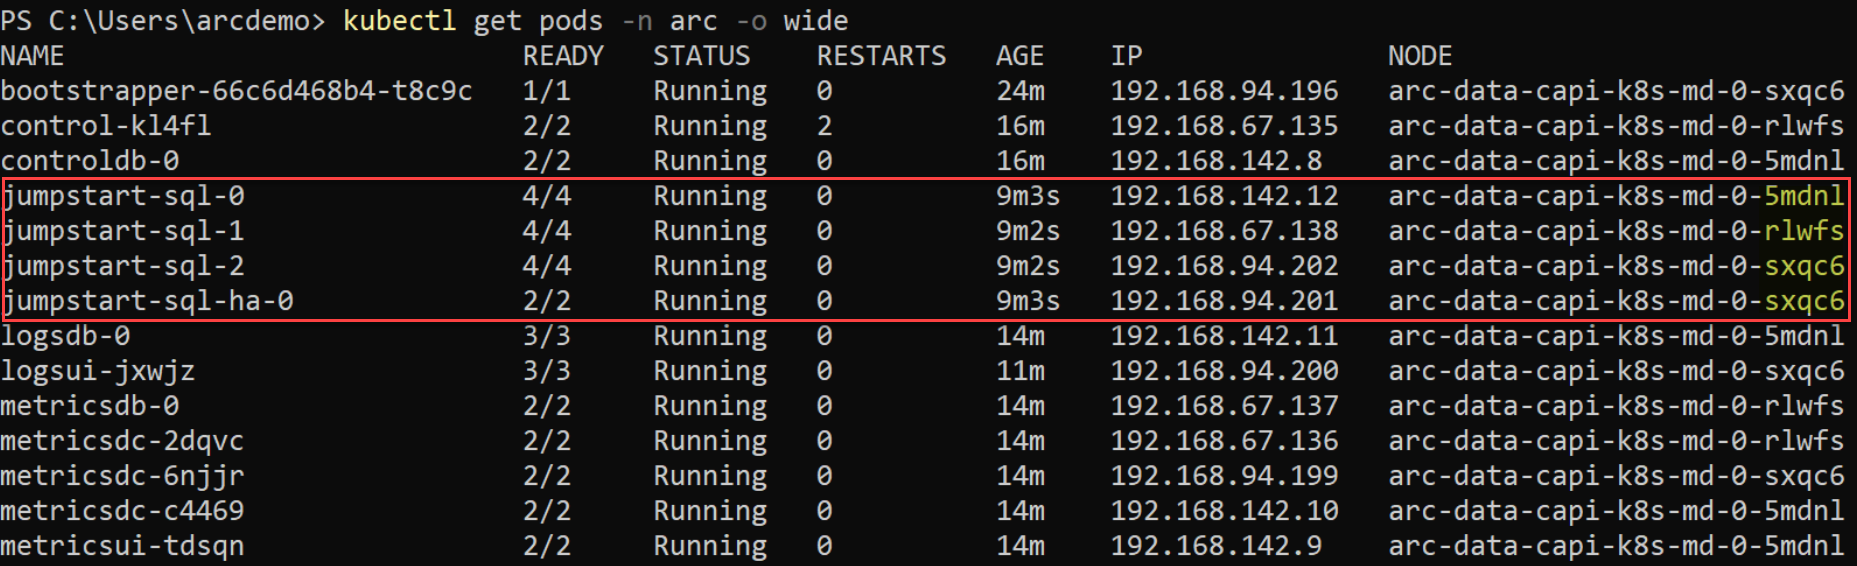 PS C:\Users\arcdemo> kubectl get pods -n arc -o wide
NAME READY STATUS RESTARTS AGE IP NODE
bootstrapper-66c6d468b4-t8c9c 1/1 Running 0 24m 192.168.94.196 arc-data-capi-k8s-md-0-sxqc6
control-kl4fl 2/2 Running 2 16m 192.168.67.135 arc-data-capi-k8s-md-0-rlwfs
controldb-0 2/2 Running 0 16m 192.168.142.8 arc-data-capi-k8s-md-0-5mdnl
jumpstart-sql-0 4/4 Running 0 9m3s 192.168.142.12 arc-data-capi-k8s-md-0-5mdnl
jumpstart-sql-1 4/4 Running 0 9m2s 192.168.67.138 arc-data-capi-k8s-md-0-rlwfs
jumpstart-sql-2 4/4 Running 0 9m2s 192.168.94.202 arc-data-capi-k8s-md-0-sxqc6
jumpstart-sql-ha-0 2/2 Running 0 9m3s 192.168.94.201 arc-data-capi-k8s-md-0-sxqc6
logsdb-0 3/3 Running 0 14m 192.168.142.11 arc-data-capi-k8s-md-0-5mdnl
logsui-jxwjz 3/3 Running 0 11m 192.168.94.200 arc-data-capi-k8s-md-0-sxqc6
metricsdb-0 2/2 Running 0 14m 192.168.67.137 arc-data-capi-k8s-md-0-rlwfs
metricsdc-2dqvc 2/2 Running 0 14m 192.168.67.136 arc-data-capi-k8s-md-0-rlwfs
metricsdc-6njjr 2/2 Running 0 14m 192.168.94.199 arc-data-capi-k8s-md-0-sxqc6
metricsdc-c4469 2/2 Running 0 14m 192.168.142.10 arc-data-capi-k8s-md-0-5mdnl
metricsui-tdsqn 2/2 Running 0 14m 192.168.142.9 arc-data-capi-k8s-md-0-5mdnl